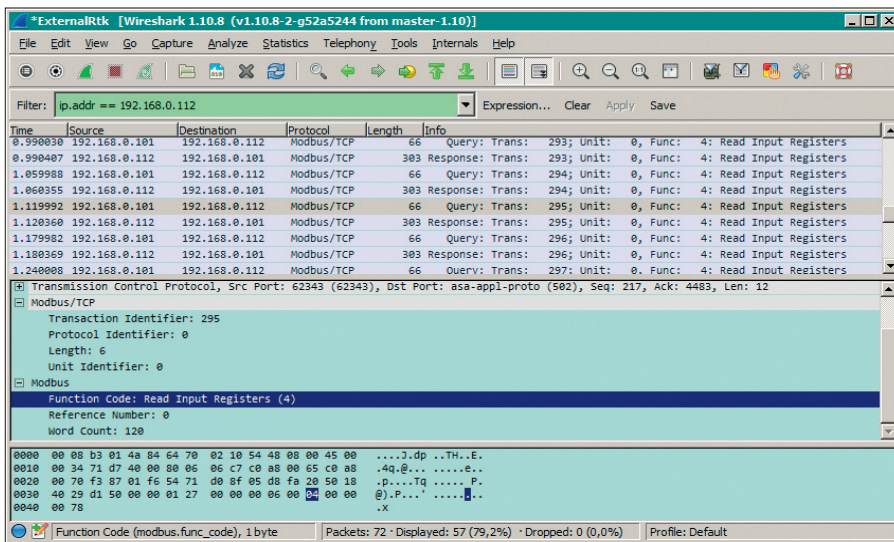 *ExternalRtk [Wireshark 1.10.8 (v1.10.8-2-g52a5244 from master-1.10)]
File Edit View Go Capture Analyze Statistics Telephony Tools Internals Help
Filter: ip.addr == 192.168.0.112 Expression... Clear Apply Save
Time Source Destination Protocol Length Info
0.990030 192.168.0.101 192.168.0.112 Modbus/TCP 66 Query: Trans: 293; Unit: 0, Func: 4: Read Input Registers
0.990407 192.168.0.112 192.168.0.101 Modbus/TCP 303 Response: Trans: 293; Unit: 0, Func: 4: Read Input Registers
1.059988 192.168.0.101 192.168.0.112 Modbus/TCP 66 Query: Trans: 294; Unit: 0, Func: 4: Read Input Registers
1.060355 192.168.0.112 192.168.0.101 Modbus/TCP 303 Response: Trans: 294; Unit: 0, Func: 4: Read Input Registers
1.119992 192.168.0.101 192.168.0.112 Modbus/TCP 66 Query: Trans: 295; Unit: 0, Func: 4: Read Input Registers
1.120360 192.168.0.112 192.168.0.101 Modbus/TCP 303 Response: Trans: 295; Unit: 0, Func: 4: Read Input Registers
1.179982 192.168.0.101 192.168.0.112 Modbus/TCP 66 Query: Trans: 296; Unit: 0, Func: 4: Read Input Registers
1.180369 192.168.0.112 192.168.0.101 Modbus/TCP 303 Response: Trans: 296; Unit: 0, Func: 4: Read Input Registers
1.240008 192.168.0.101 192.168.0.112 Modbus/TCP 66 Query: Trans: 297; Unit: 0, Func: 4: Read Input Registers
Transmission Control Protocol, Src Port: 62343 (62343), Dst Port: asa-appl-proto (502), Seq: 217, Ack: 4483, Len: 12
Modbus/TCP
Transaction Identifier: 295
Protocol Identifier: 0
Length: 6
Unit Identifier: 0
Modbus
Function Code: Read Input Registers (4)
Reference Number: 0
Word Count: 120
0000 00 08 b3 01 4a 84 64 70 02 10 54 48 08 00 45 00 ....J.dp ..TH..E.
0010 00 34 71 d7 40 00 80 06 06 c7 c0 a8 00 65 c0 a8 .4q.@... .....e..
0020 00 70 f3 87 01 f6 54 71 d0 8f 05 d8 fa 20 50 18 .p....Tq ..... P.
0030 40 29 d1 50 00 00 01 27 00 00 00 06 00 04 00 00 @).P...' ........
0040 00 78 .x
Function Code (modbus.func_code), 1 byte Packets: 72 · Displayed: 57 (79,2%) · Dropped: 0 (0,0%) Profile: Default